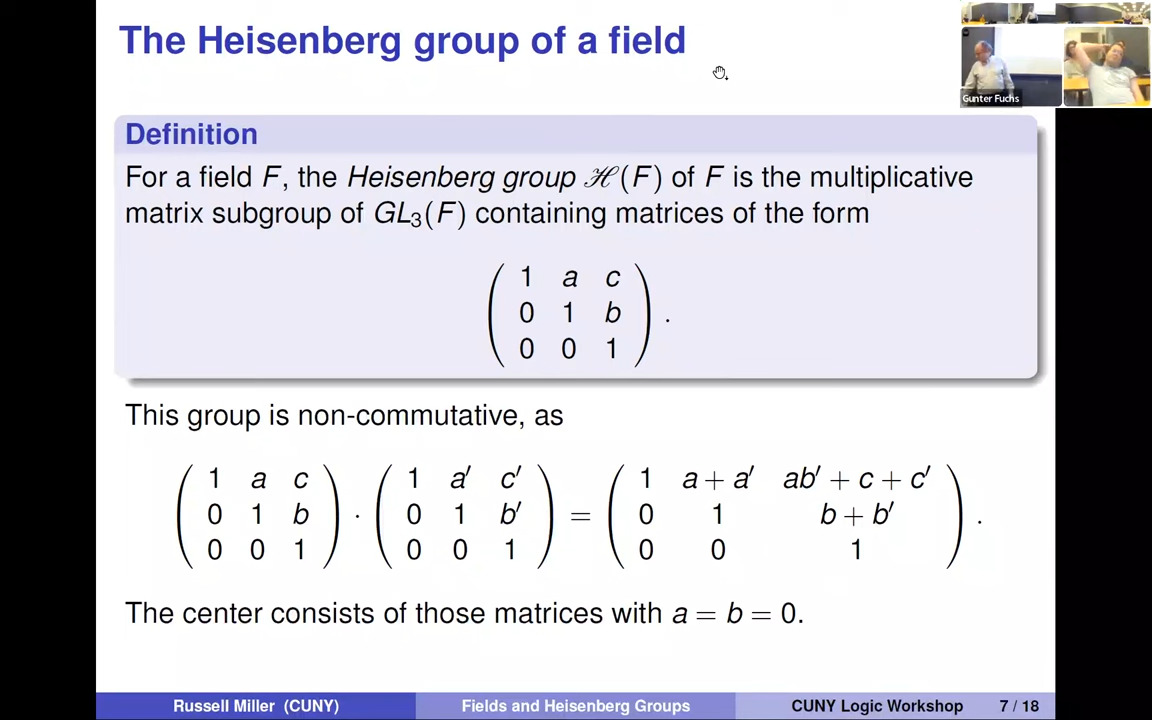 The Heisenberg group of a field
Gunter Fuchs
Definition
For a field F, the Heisenberg group ℋ(F) of F is the multiplicative
matrix subgroup of GL₃(F) containing matrices of the form
1 a c
0 1 b
0 0 1
.
This group is non-commutative, as
( 1 a c ) ( 1 a′ c′ ) ( 1 a + a′ ab′ + c + c′ )
( 0 1 b ) · ( 0 1 b′ ) = ( 0 1 b + b′ ) .
( 0 0 1 ) ( 0 0 1 ) ( 0 0 1 )
The center consists of those matrices with a = b = 0.
Russell Miller (CUNY) Fields and Heisenberg Groups CUNY Logic Workshop 7 / 18